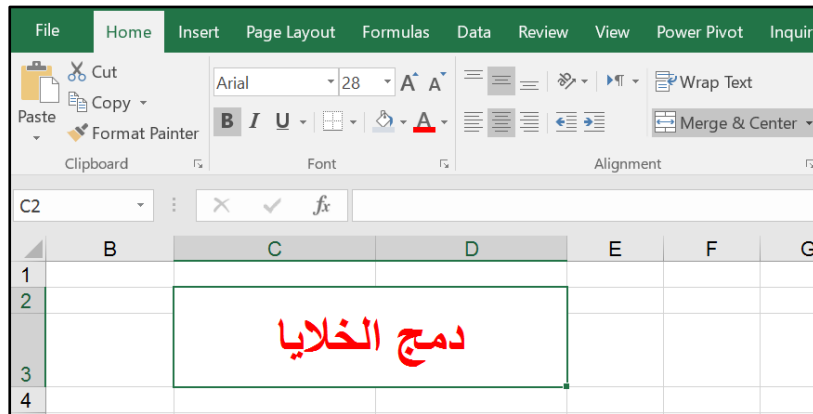 File Home Insert Page Layout Formulas Data Review View Power Pivot Inquir
Cut
Copy
Format Painter
Paste
Clipboard
Arial 28 A A
B I U A
Font
Wrap Text
Merge & Center
Alignment
C2 fx
B C D E F G
1
2
دمج الخلايا
3
4